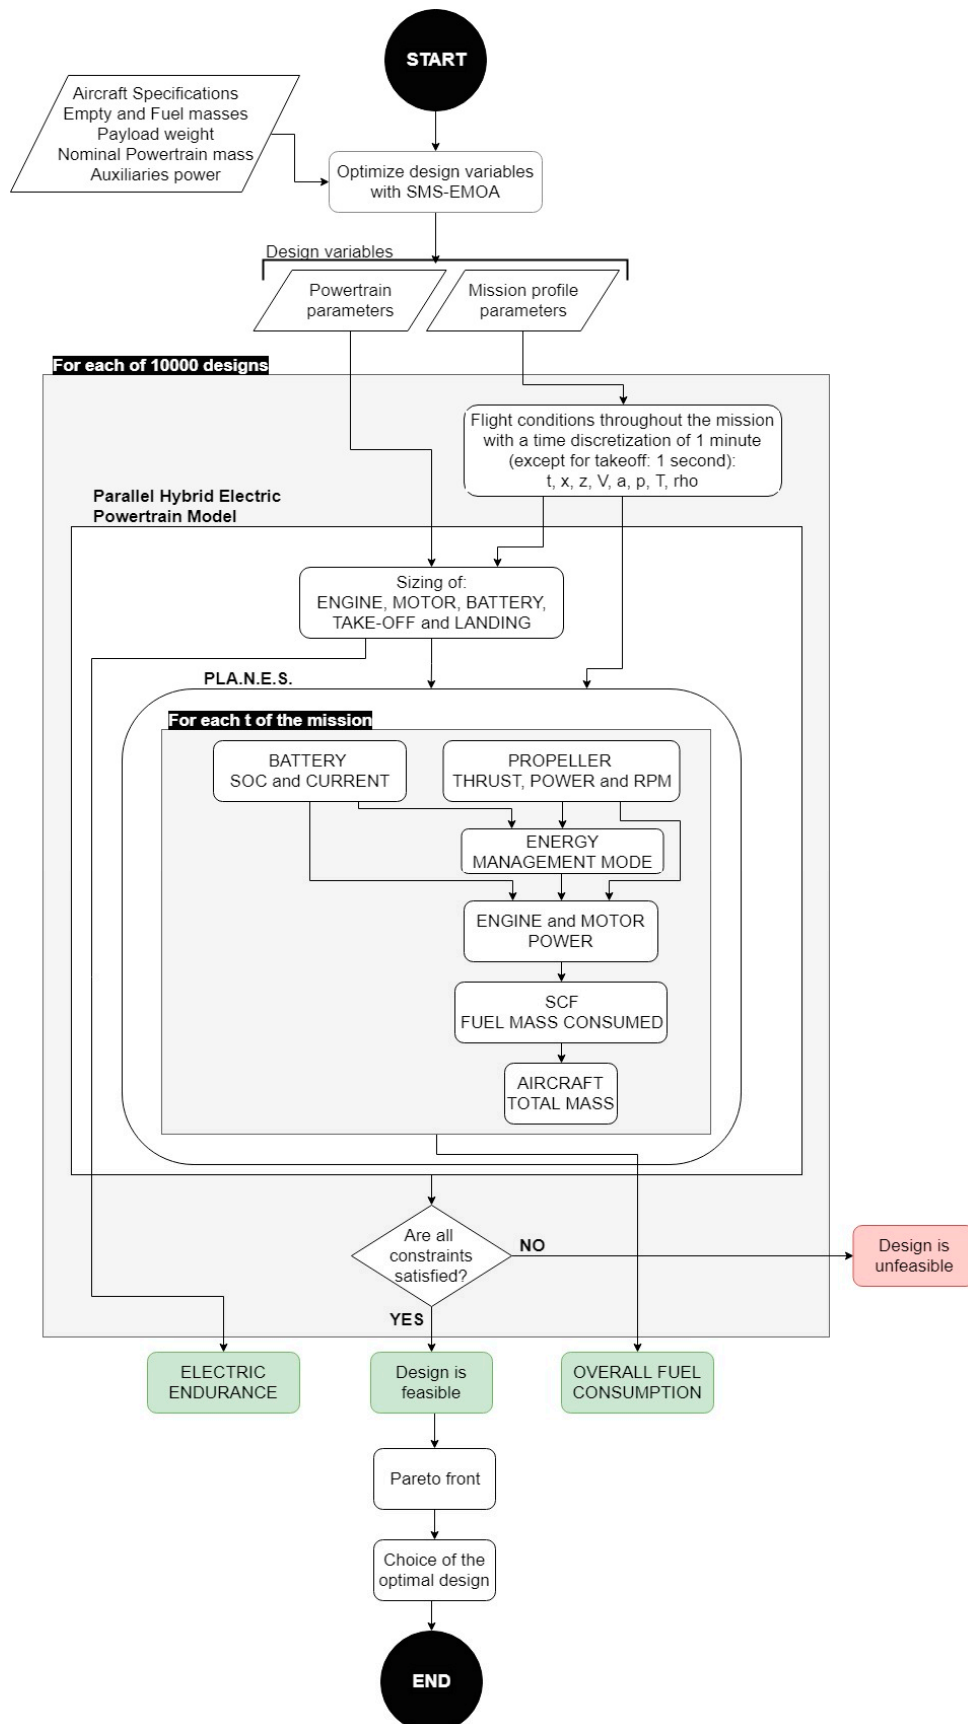 START
Aircraft Specifications
Empty and Fuel masses
Payload weight
Nominal Powertrain mass
Auxiliaries power
Optimize design variables
with SMS-EMOA
Design variables
Powertrain
parameters
Mission profile
parameters
For each of 10000 designs
Flight conditions throughout the mission
with a time discretization of 1 minute
(except for takeoff: 1 second):
t, x, z, V, a, p, T, rho
Parallel Hybrid Electric
Powertrain Model
Sizing of:
ENGINE, MOTOR, BATTERY,
TAKE-OFF and LANDING
PLA.N.E.S.
For each t of the mission
BATTERY
SOC and CURRENT
PROPELLER
THRUST, POWER and RPM
ENERGY
MANAGEMENT MODE
ENGINE and MOTOR
POWER
SCF
FUEL MASS CONSUMED
AIRCRAFT
TOTAL MASS
Are all
constraints
satisfied?
NO
Design is
unfeasible
YES
ELECTRIC
ENDURANCE
Design is
feasible
OVERALL FUEL
CONSUMPTION
Pareto front
Choice of the
optimal design
END